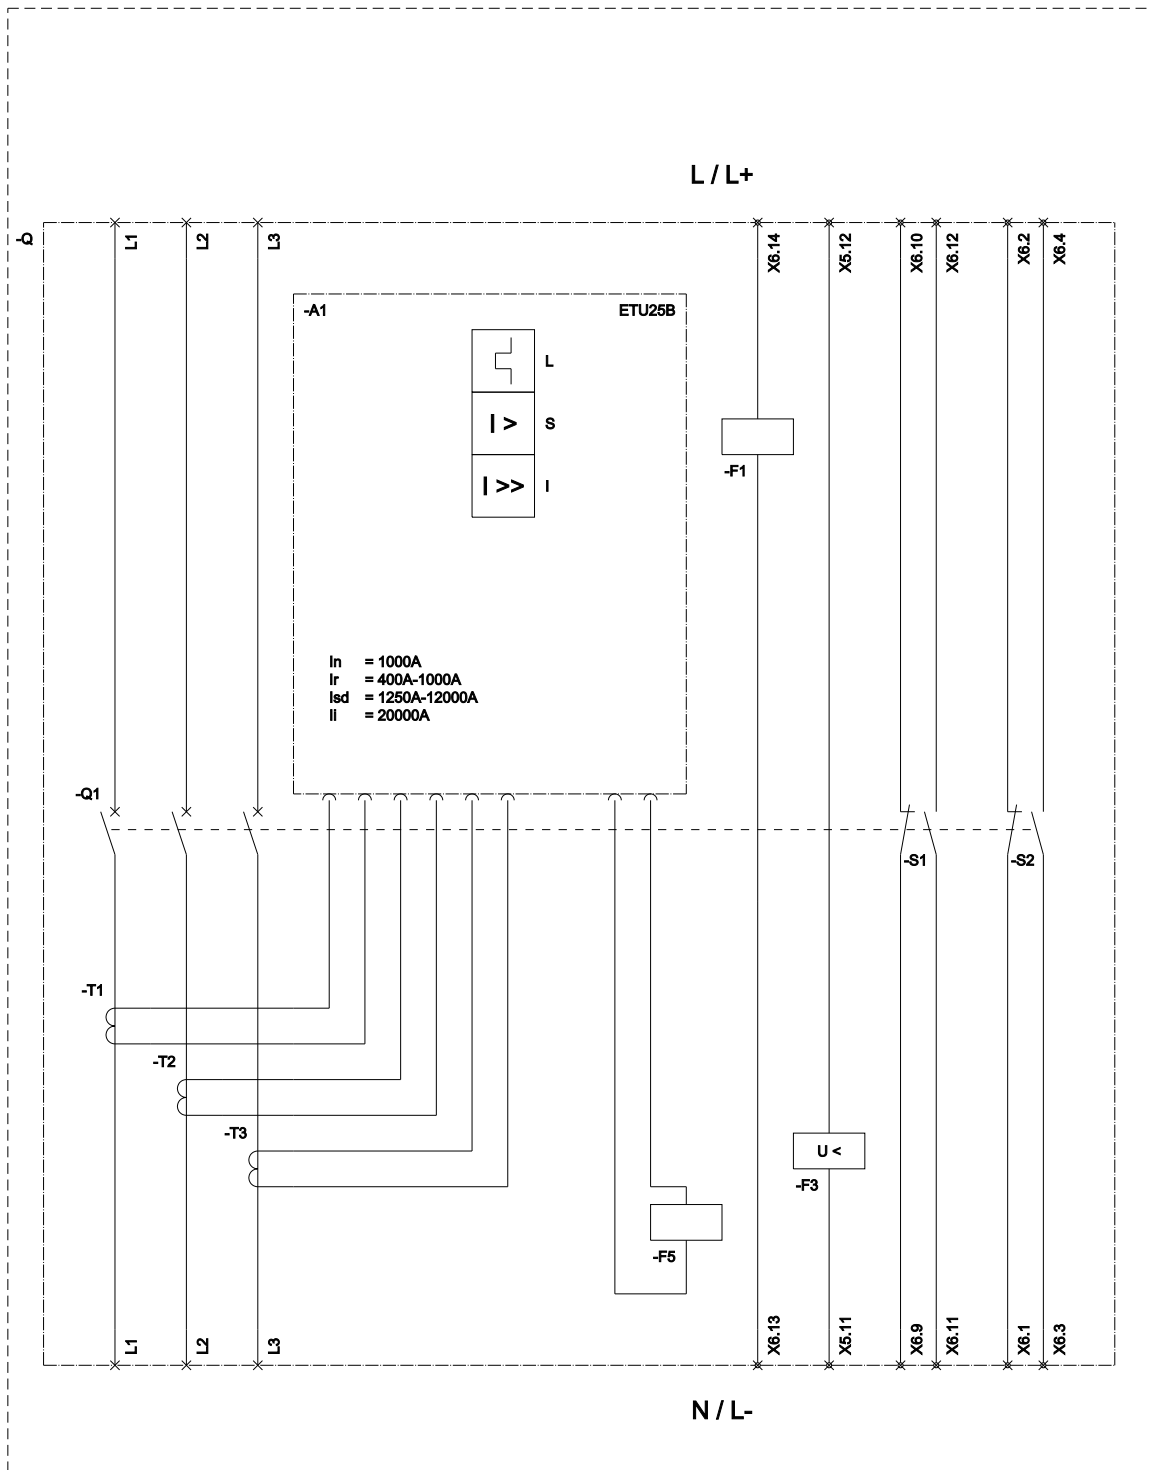 L / L+
-Q
L1
L2
L3
X6.14
X5.12
X6.10
X6.12
X6.2
X6.4
-A1
ETU25B
L
I >
S
I >>
I
-F1
In = 1000A
Ir = 400A-1000A
Isd = 1250A-12000A
Ii = 20000A
-Q1
-S1
-S2
-T1
-T2
-T3
U <
-F3
-F5
L1
L2
L3
X6.13
X5.11
X6.9
X6.11
X6.1
X6.3
N / L-